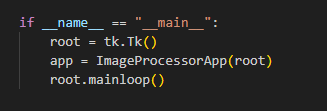 if __name__ == "__main__":
    root = tk.Tk()
    app = ImageProcessorApp(root)
    root.mainloop()